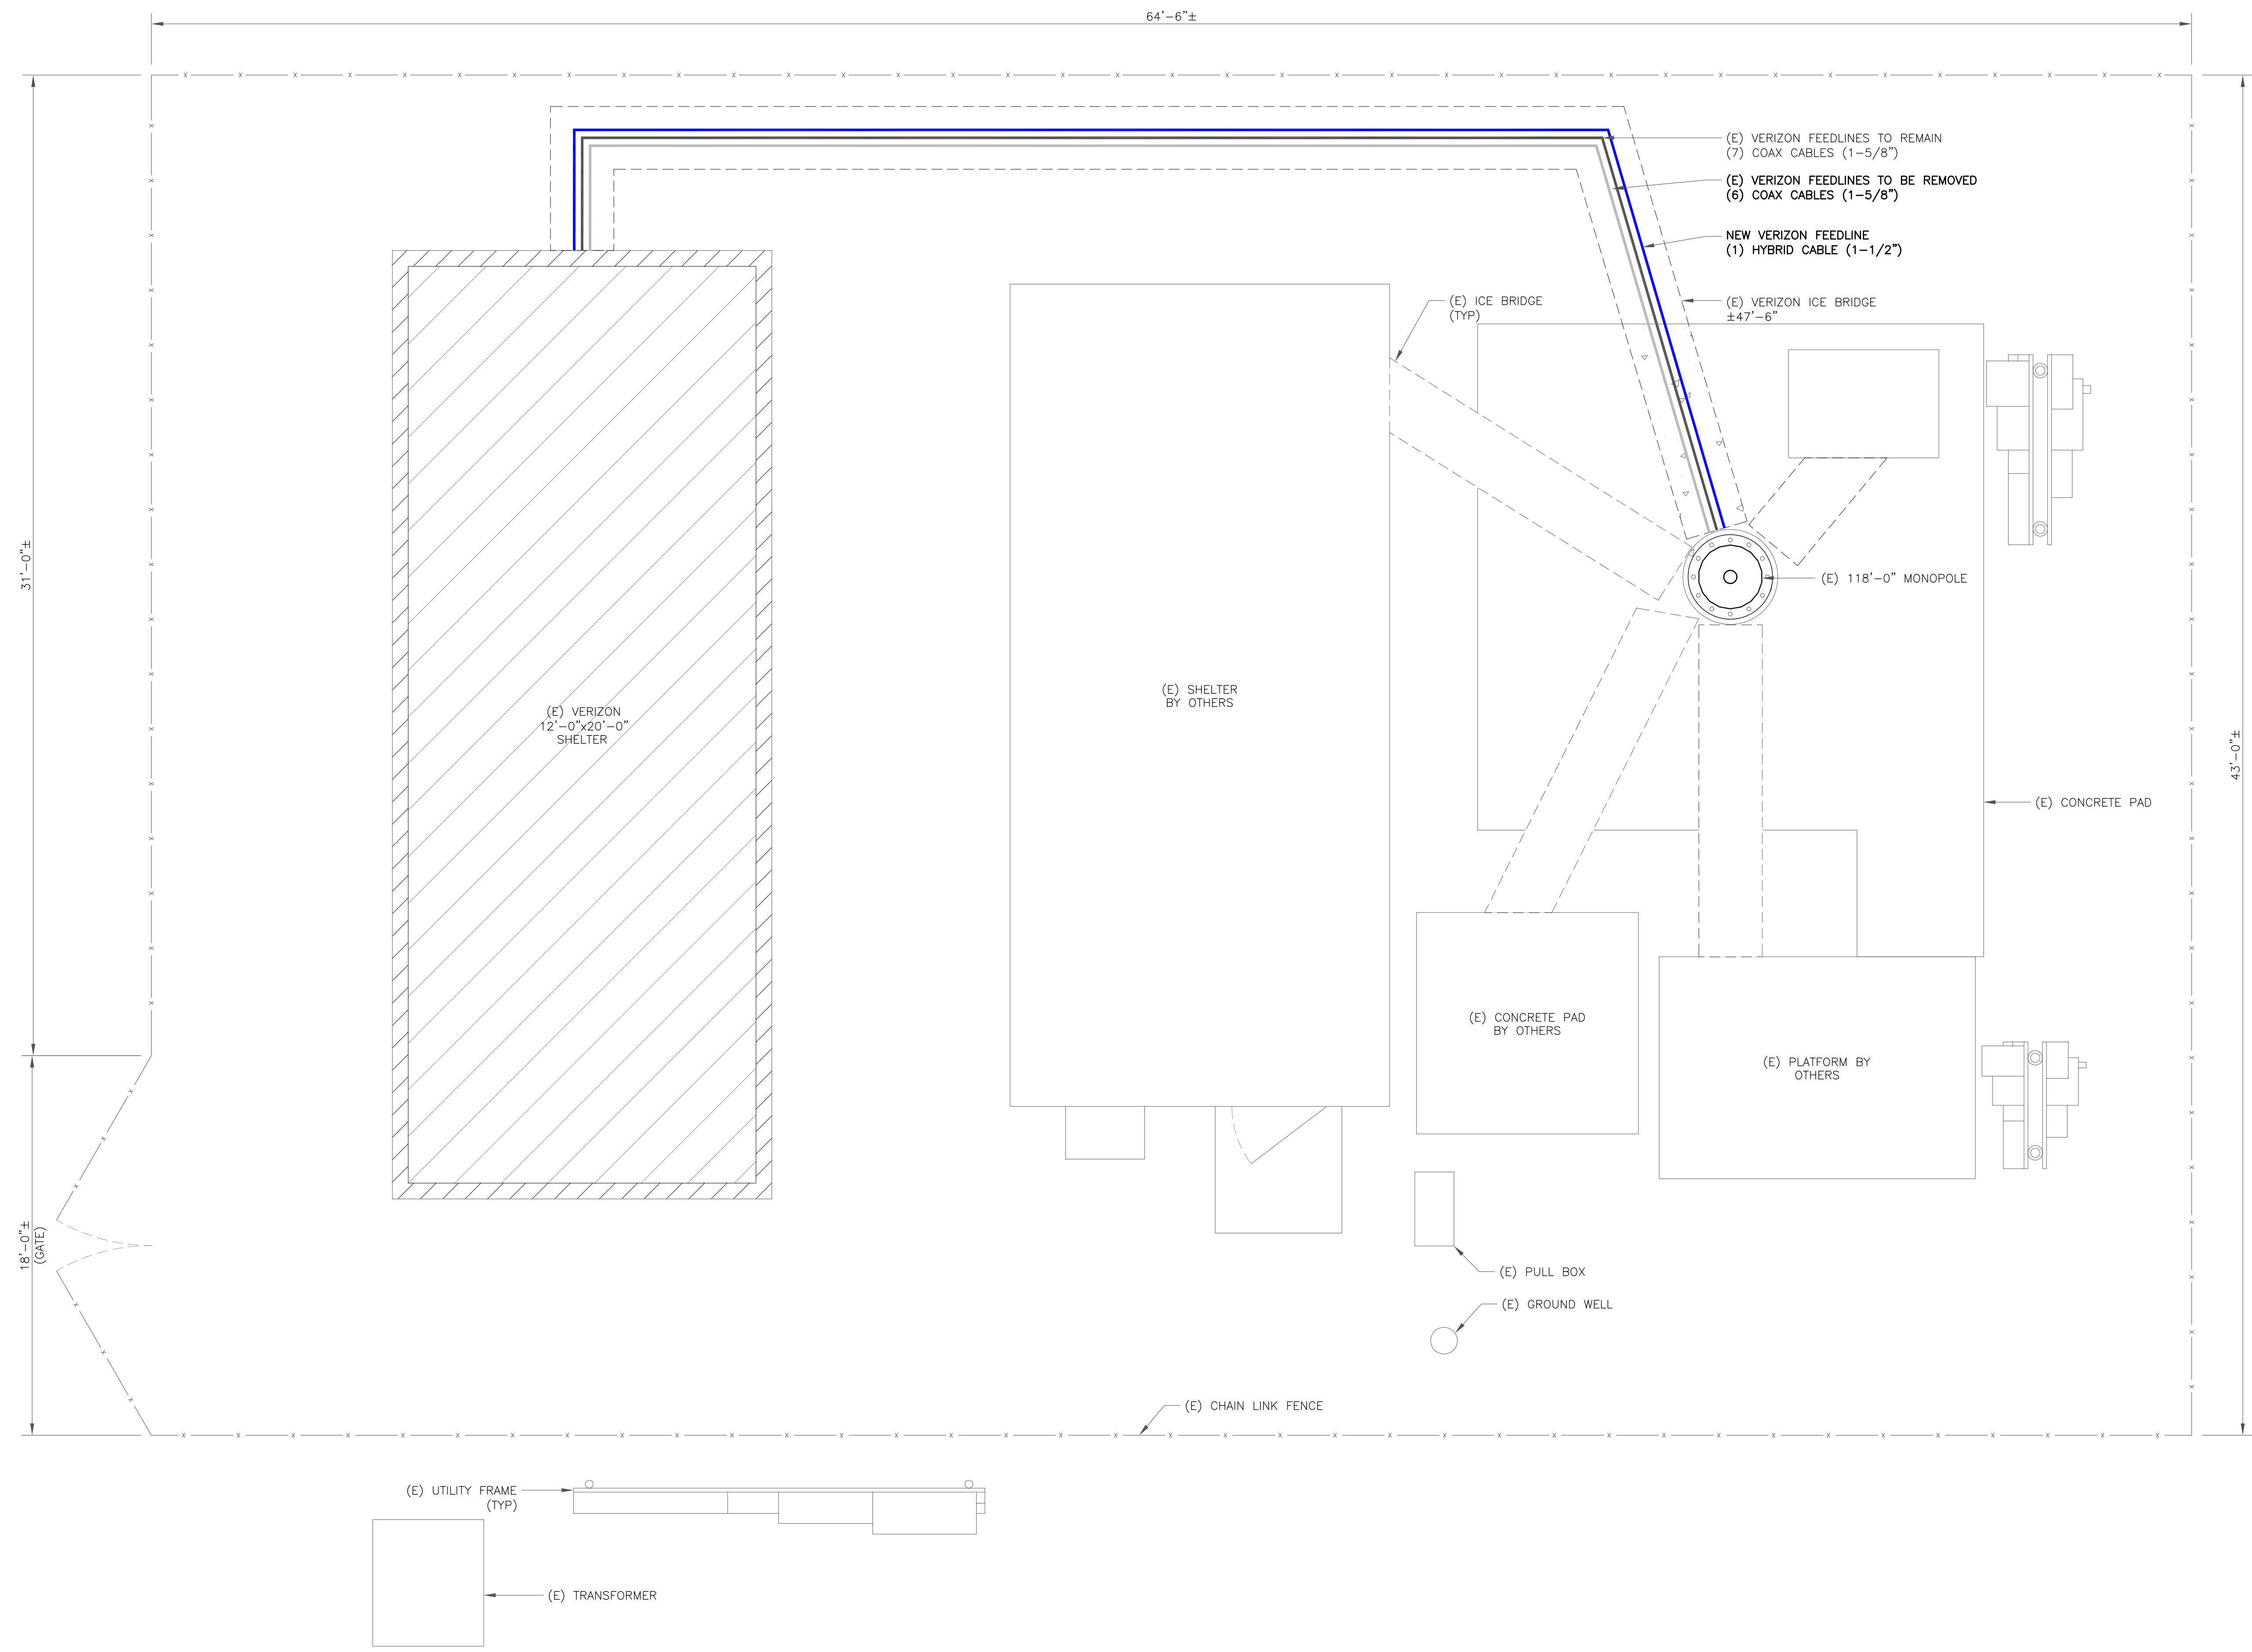 64'-6"±
(E) VERIZON FEEDLINES TO REMAIN
(7) COAX CABLES (1-5/8")
(E) VERIZON FEEDLINES TO BE REMOVED
(6) COAX CABLES (1-5/8")
NEW VERIZON FEEDLINE
(1) HYBRID CABLE (1-1/2")
(E) ICE BRIDGE
(TYP)
(E) VERIZON ICE BRIDGE
±47'-6"
31'-0"±
(E) 118'-0" MONOPOLE
(E) SHELTER
BY OTHERS
(E) VERIZON
12'-0"x20'-0"
SHELTER
43'-0"±
(E) CONCRETE PAD
(E) CONCRETE PAD
BY OTHERS
(E) PLATFORM BY
OTHERS
18'-0"±
(GATE)
(E) PULL BOX
(E) GROUND WELL
(E) CHAIN LINK FENCE
(E) UTILITY FRAME
(TYP)
(E) TRANSFORMER